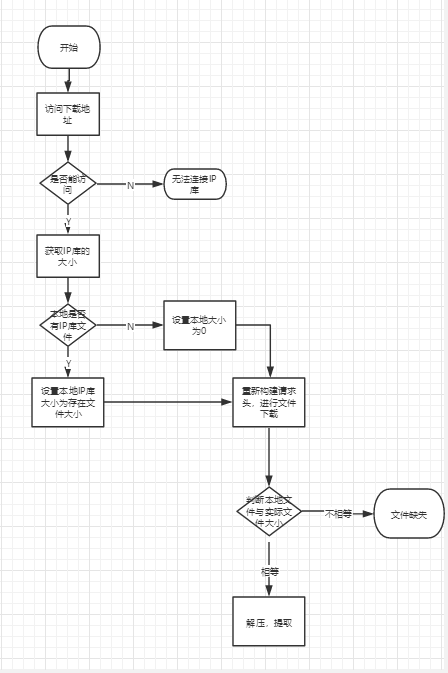 开始
访问下载地
址
是否能访
问
N
无法连接IP
库
Y
获取IP库的
大小
本地是否
有IP库文
件
N
设置本地大小
为0
Y
设置本地IP库
大小为存在文
件大小
重新构建请求
头，进行文件
下载
判断本地文
件与实际文
件大小
不相等
文件缺失
相等
解压，提取